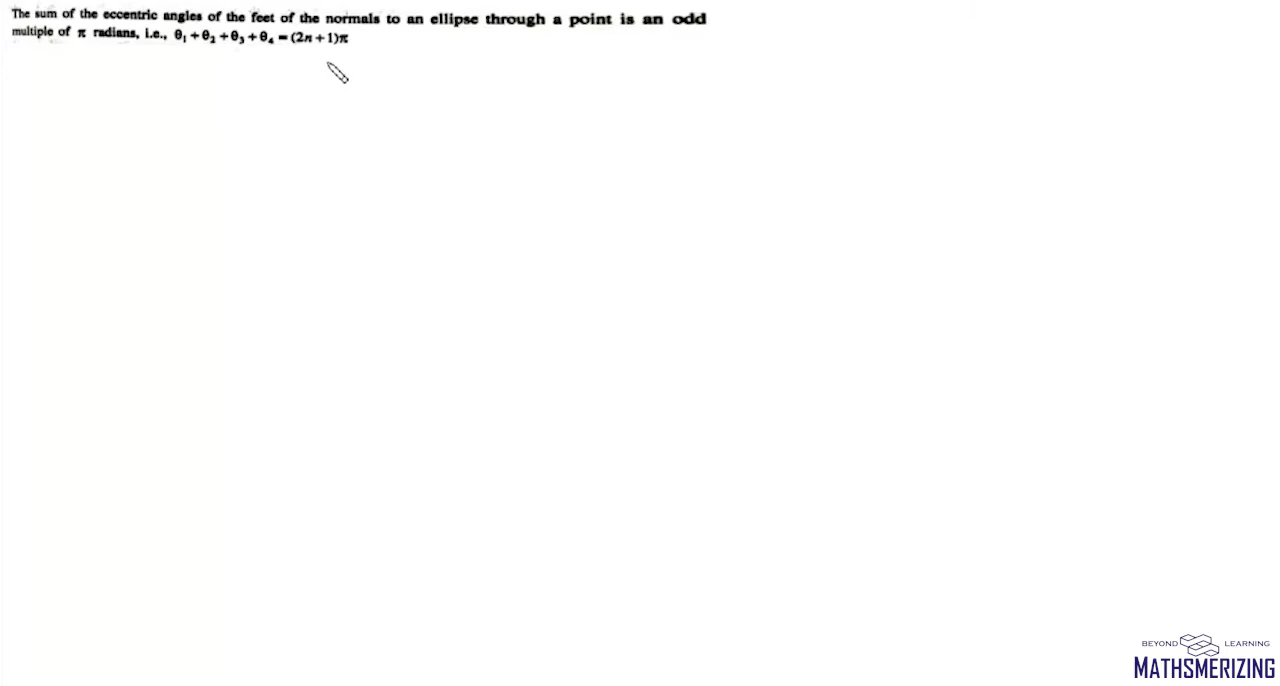 The sum of the eccentric angles of the feet of the normals to an ellipse through a point is an odd
multiple of π radians, i.e., θ₁ + θ₂ + θ₃ + θ₄ = (2n + 1)π
BEYOND LEARNING
MATHSMERIZING